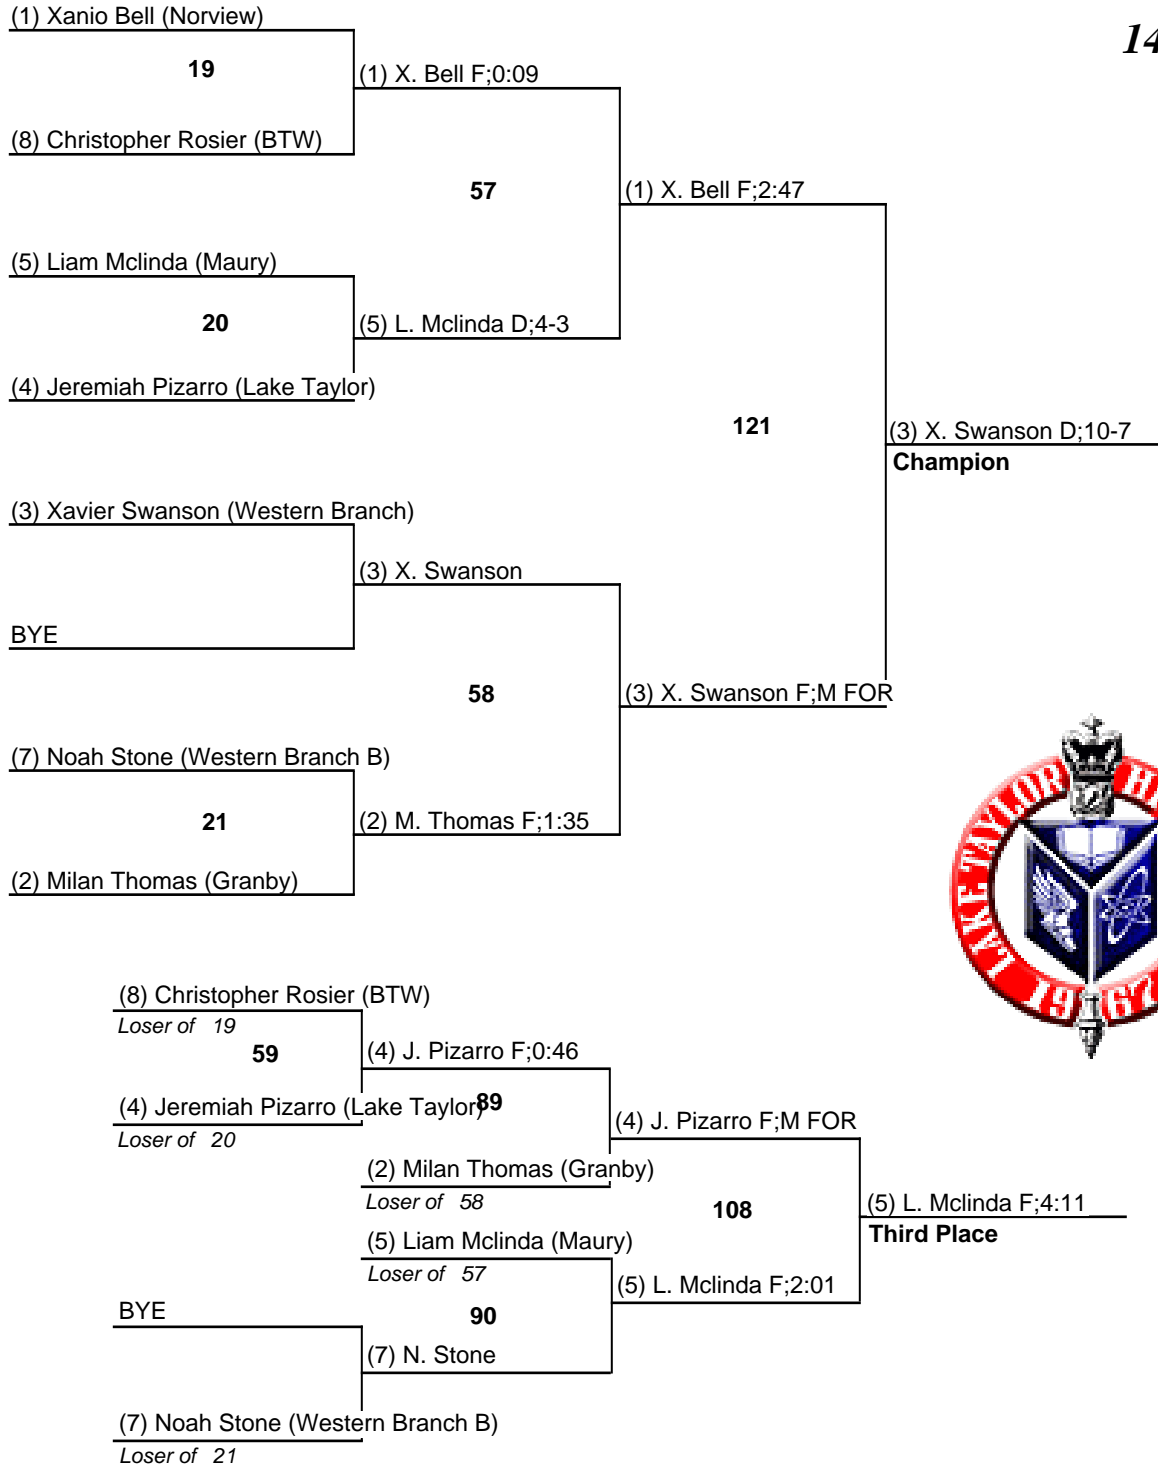 (1) Xanio Bell (Norview)
14
19
(1) X. Bell F;0:09
(8) Christopher Rosier (BTW)
57
(1) X. Bell F;2:47
(5) Liam Mclinda (Maury)
20
(5) L. Mclinda D;4-3
(4) Jeremiah Pizarro (Lake Taylor)
121
(3) X. Swanson D;10-7
Champion
(3) Xavier Swanson (Western Branch)
(3) X. Swanson
BYE
58
(3) X. Swanson F;M FOR
(7) Noah Stone (Western Branch B)
21
(2) M. Thomas F;1:35
(2) Milan Thomas (Granby)
LAKE TAYLOR H
1967
(8) Christopher Rosier (BTW)
Loser of 19
59
(4) J. Pizarro F;0:46
(4) Jeremiah Pizarro (Lake Taylor)
89
Loser of 20
(4) J. Pizarro F;M FOR
(2) Milan Thomas (Granby)
Loser of 58
108
(5) L. Mclinda F;4:11
Third Place
(5) Liam Mclinda (Maury)
Loser of 57
(5) L. Mclinda F;2:01
BYE
90
(7) N. Stone
(7) Noah Stone (Western Branch B)
Loser of 21